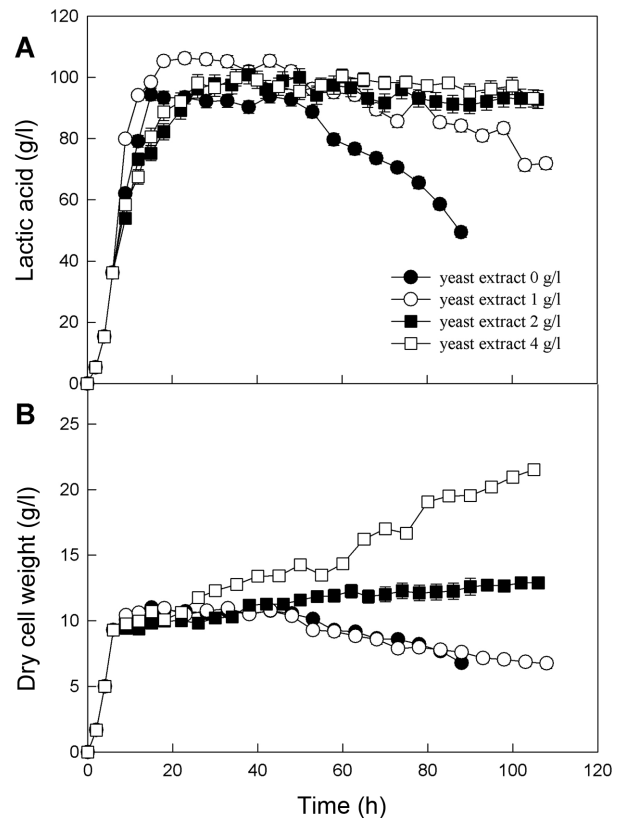 A
120
100
80
60
40
20
0
Lactic acid (g/l)
yeast extract 0 g/l
yeast extract 1 g/l
yeast extract 2 g/l
yeast extract 4 g/l
B
25
20
15
10
5
0
Dry cell weight (g/l)
0 20 40 60 80 100 120
Time (h)